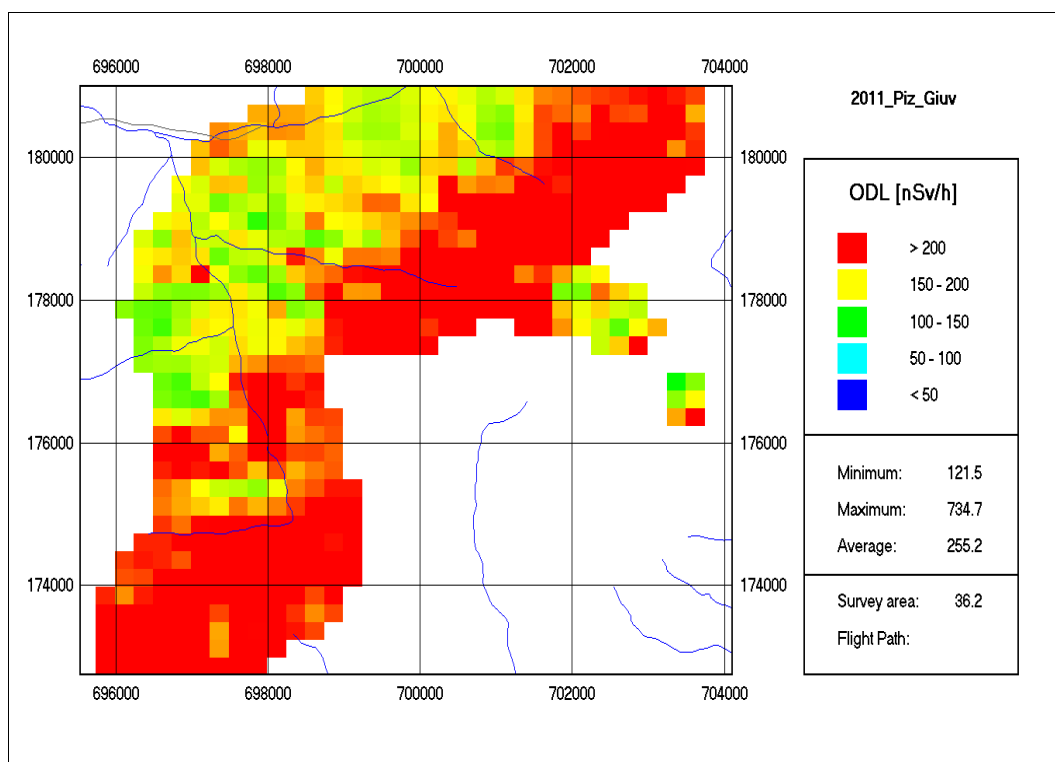 696000 698000 700000 702000 704000
2011_Piz_Giuv
180000 180000
ODL [nSv/h]
> 200
150 - 200
100 - 150
50 - 100
< 50
178000 178000
176000 176000
Minimum: 121.5
Maximum: 734.7
Average: 255.2
174000 174000
Survey area: 36.2
Flight Path:
696000 698000 700000 702000 704000